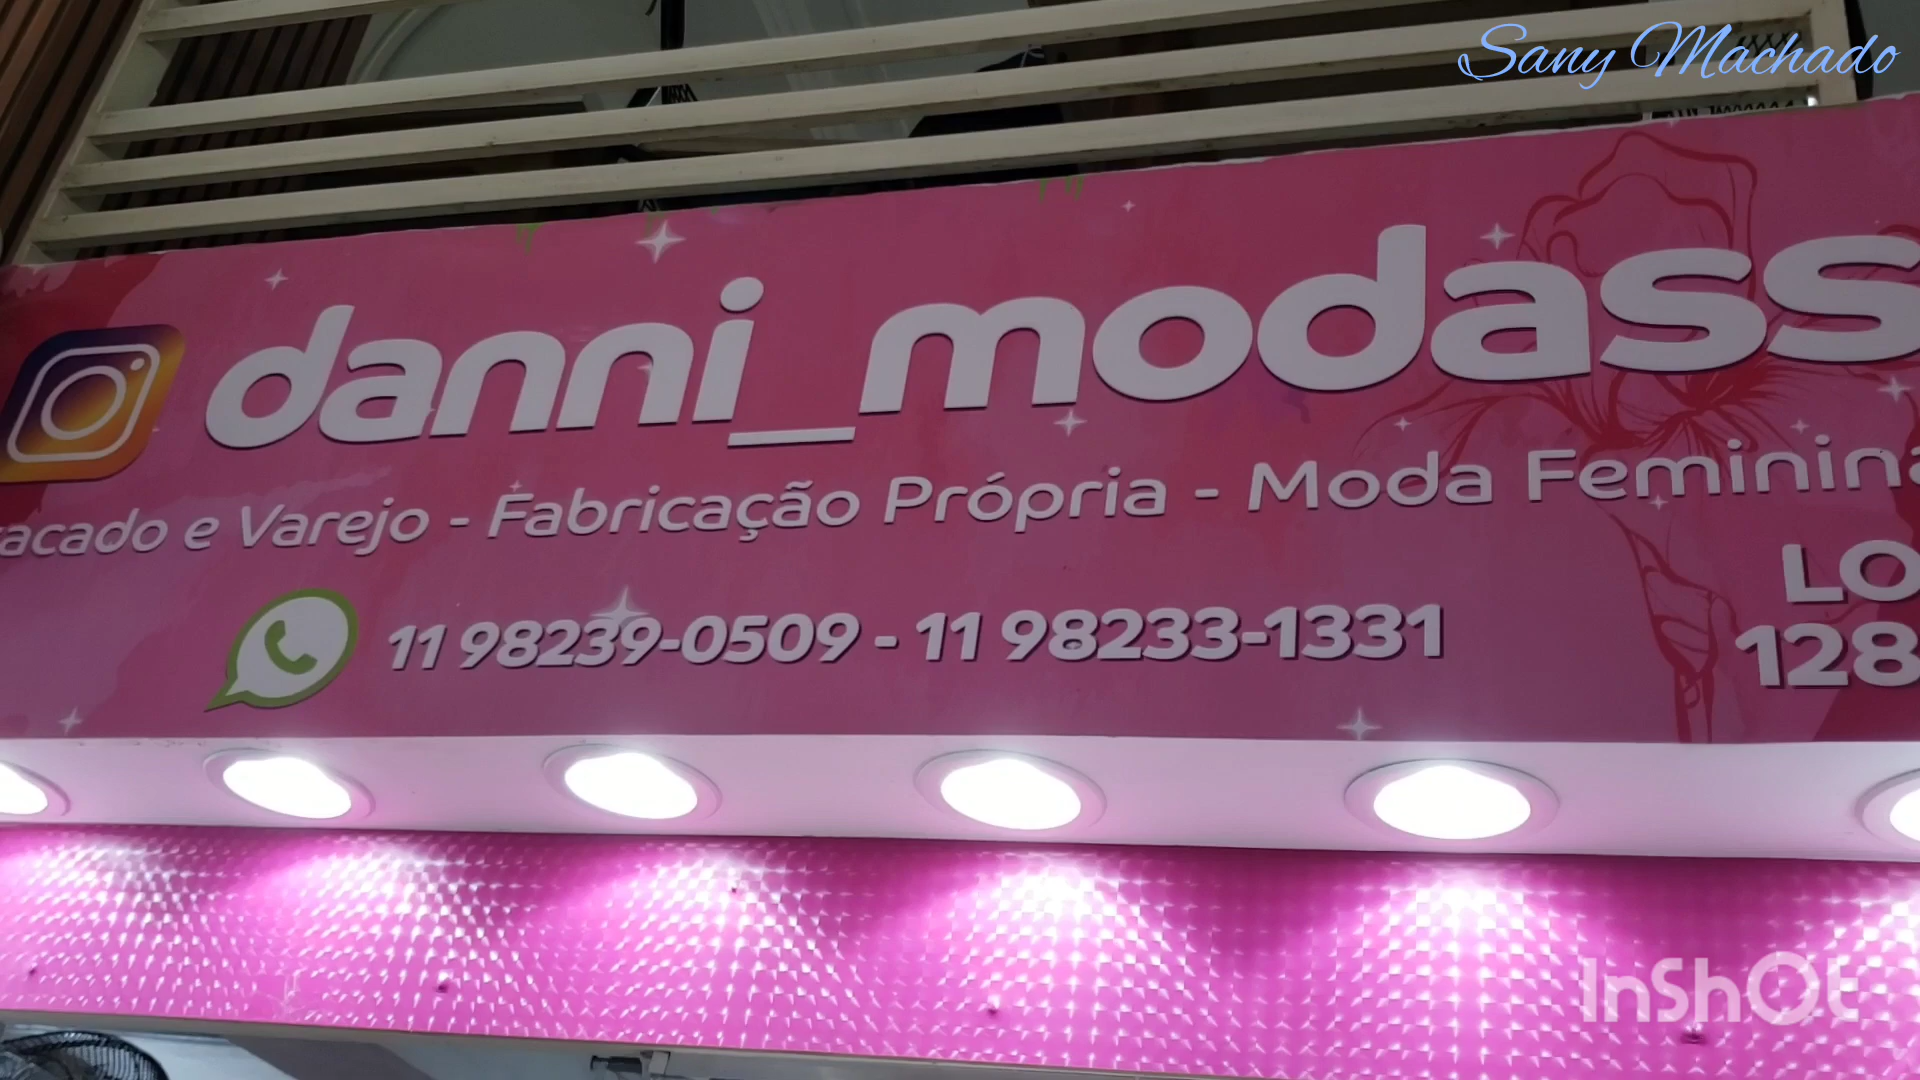 Sany Machado
danni_modass
acado e Varejo - Fabricação Própria - Moda Feminina
11 98239-0509 - 11 98233-1331
LO
128
InShOt